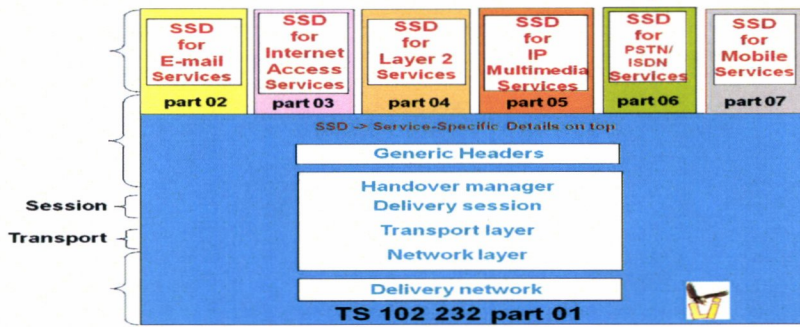 SSD
for
E-mail
Services
part 02
SSD
for
Internet
Access
Services
part 03
SSD
for
Layer 2
Services
part 04
SSD
for
IP
Multimedia
Services
part 05
SSD
for
PSTN/
ISDN
Services
part 06
SSD
for
Mobile
Services
part 07
SSD -> Service-Specific Details on top
Generic Headers
Handover manager
Session
Delivery session
Transport
Transport layer
Network layer
Delivery network
TS 102 232 part 01